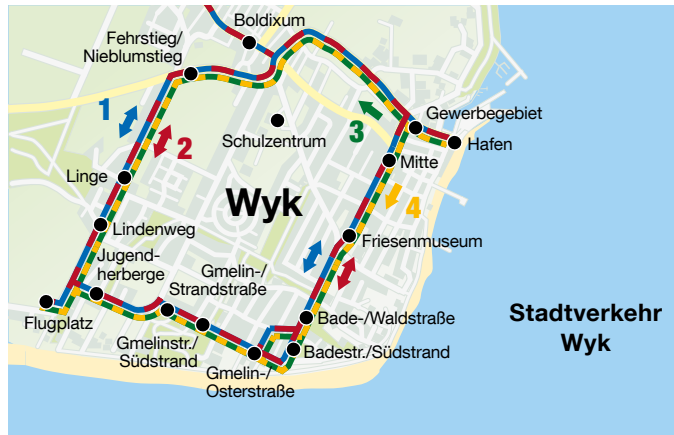 Boldixum
Fehrstieg/
Nieblumstieg
1
2
3
Gewerbegebiet
Hafen
Schulzentrum
Mitte
Linge
Wyk
4
Lindenweg
Friesenmuseum
Jugend-
herberge
Gmelin-/
Strandstraße
Flugplatz
Bade-/Waldstraße
Stadtverkehr
Wyk
Gmelinstr./
Südstrand
Badestr./Südstrand
Gmelin-/
Osterstraße